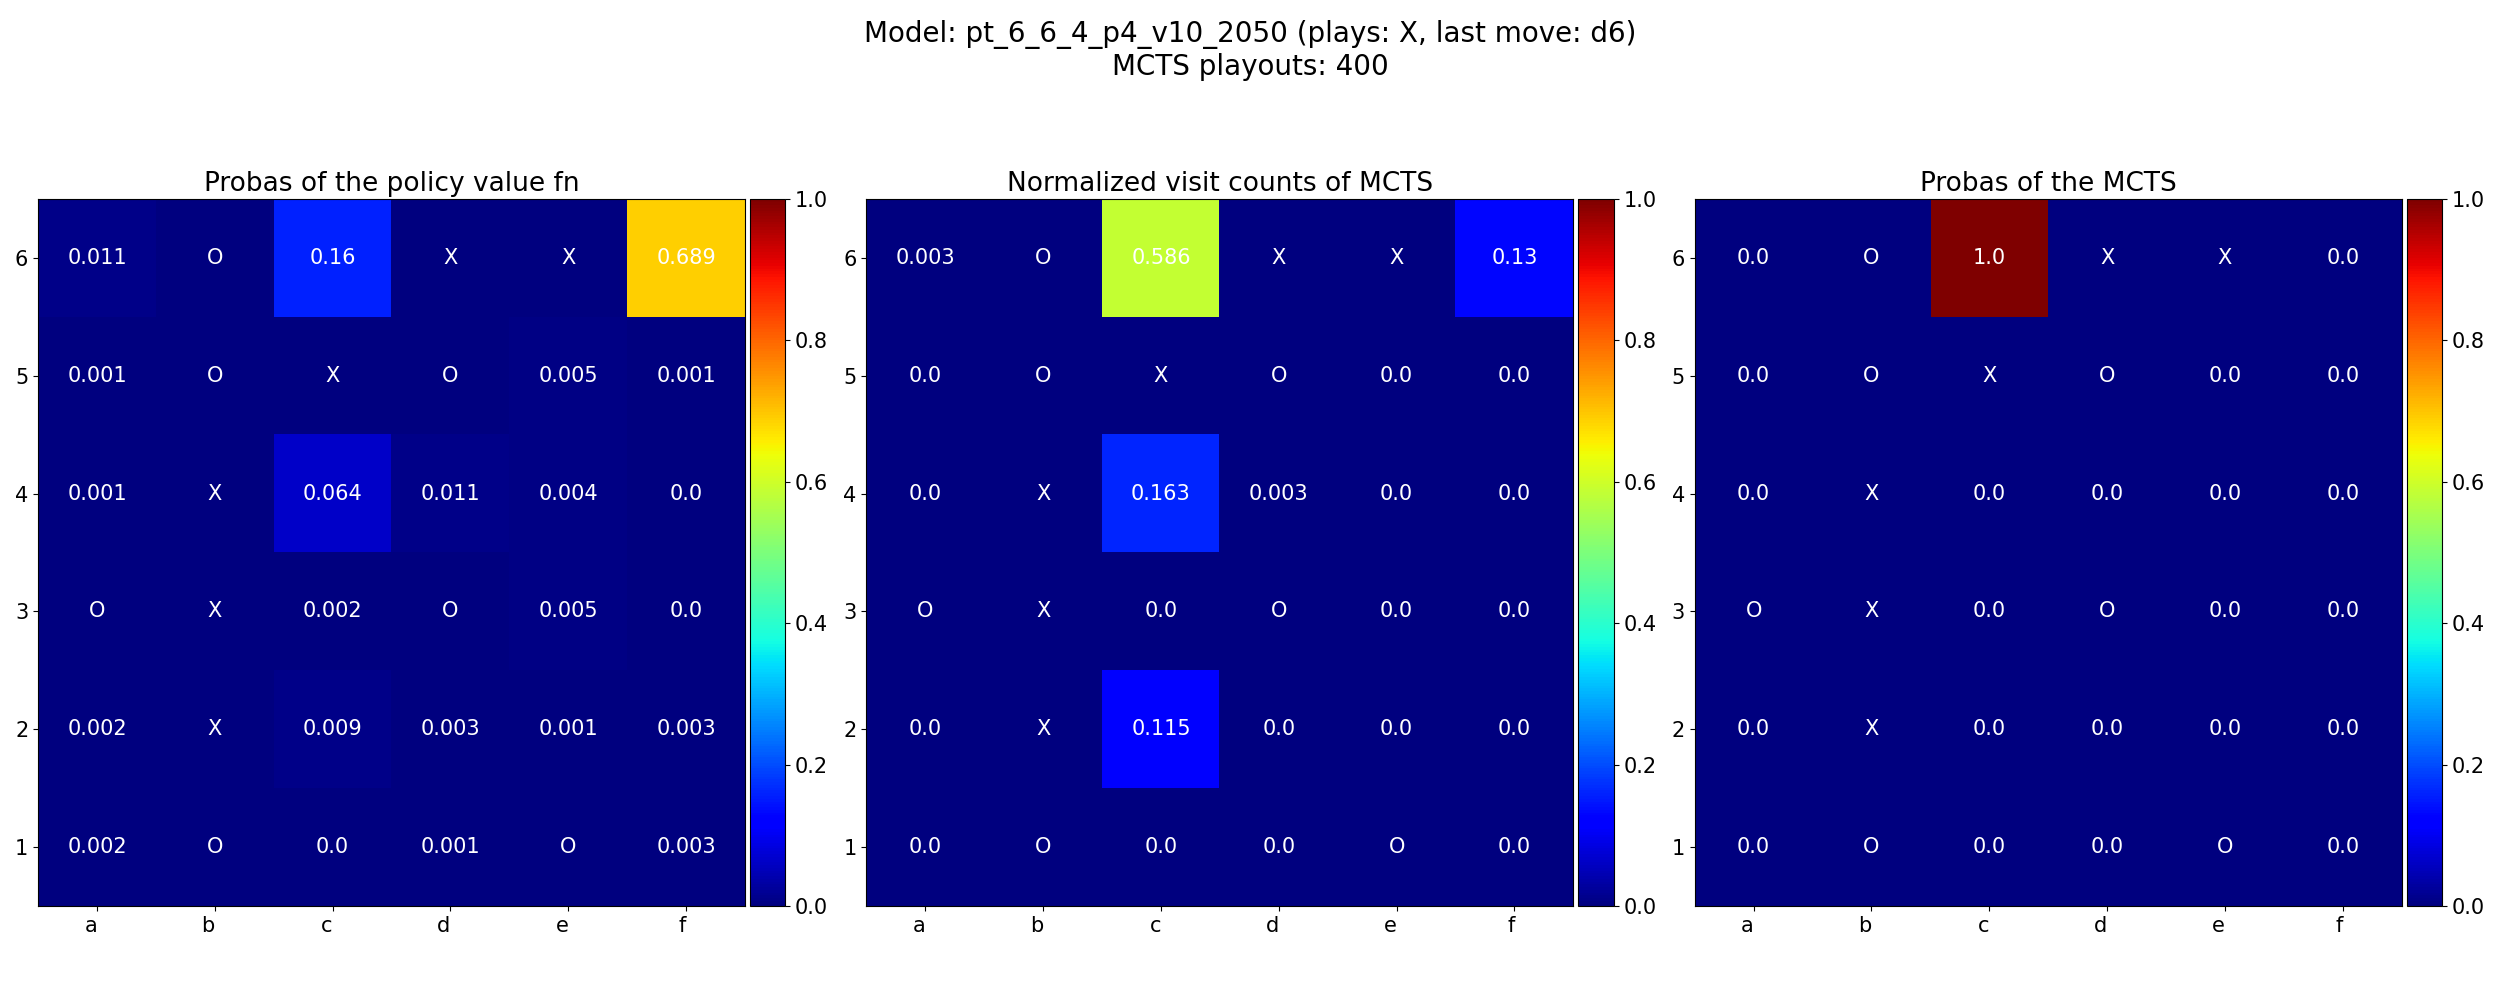 Model: pt_6_6_4_p4_v10_2050 (plays: X, last move: d6)
MCTS playouts: 400
Probas of the policy value fn
6 0.011 O 0.16 X X 0.689
5 0.001 O X O 0.005 0.001
4 0.001 X 0.064 0.011 0.004 0.0
3 O X 0.002 O 0.005 0.0
2 0.002 X 0.009 0.003 0.001 0.003
1 0.002 O 0.0 0.001 O 0.003
a b c d e f
1.0
0.8
0.6
0.4
0.2
0.0
Normalized visit counts of MCTS
6 0.003 O 0.586 X X 0.13
5 0.0 O X O 0.0 0.0
4 0.0 X 0.163 0.003 0.0 0.0
3 O X 0.0 O 0.0 0.0
2 0.0 X 0.115 0.0 0.0 0.0
1 0.0 O 0.0 0.0 O 0.0
a b c d e f
1.0
0.8
0.6
0.4
0.2
0.0
Probas of the MCTS
6 0.0 O 1.0 X X 0.0
5 0.0 O X O 0.0 0.0
4 0.0 X 0.0 0.0 0.0 0.0
3 O X 0.0 O 0.0 0.0
2 0.0 X 0.0 0.0 0.0 0.0
1 0.0 O 0.0 0.0 O 0.0
a b c d e f
1.0
0.8
0.6
0.4
0.2
0.0